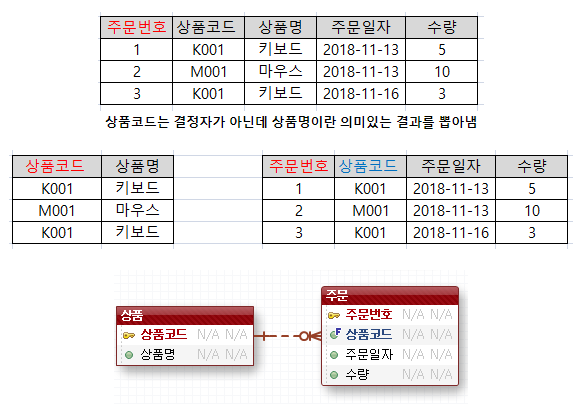 주문번호 상품코드 상품명 주문일자 수량
1 K001 키보드 2018-11-13 5
2 M001 마우스 2018-11-13 10
3 K001 키보드 2018-11-16 3
상품코드는 결정자가 아닌데 상품명이란 의미있는 결과를 뽑아냄
상품코드 상품명
K001 키보드
M001 마우스
K001 키보드
주문번호 상품코드 주문일자 수량
1 K001 2018-11-13 5
2 M001 2018-11-13 10
3 K001 2018-11-16 3
상품
상품코드 N/A N/A
상품명 N/A N/A
주문
주문번호 N/A N/A
F 상품코드 N/A N/A
주문일자 N/A N/A
수량 N/A N/A